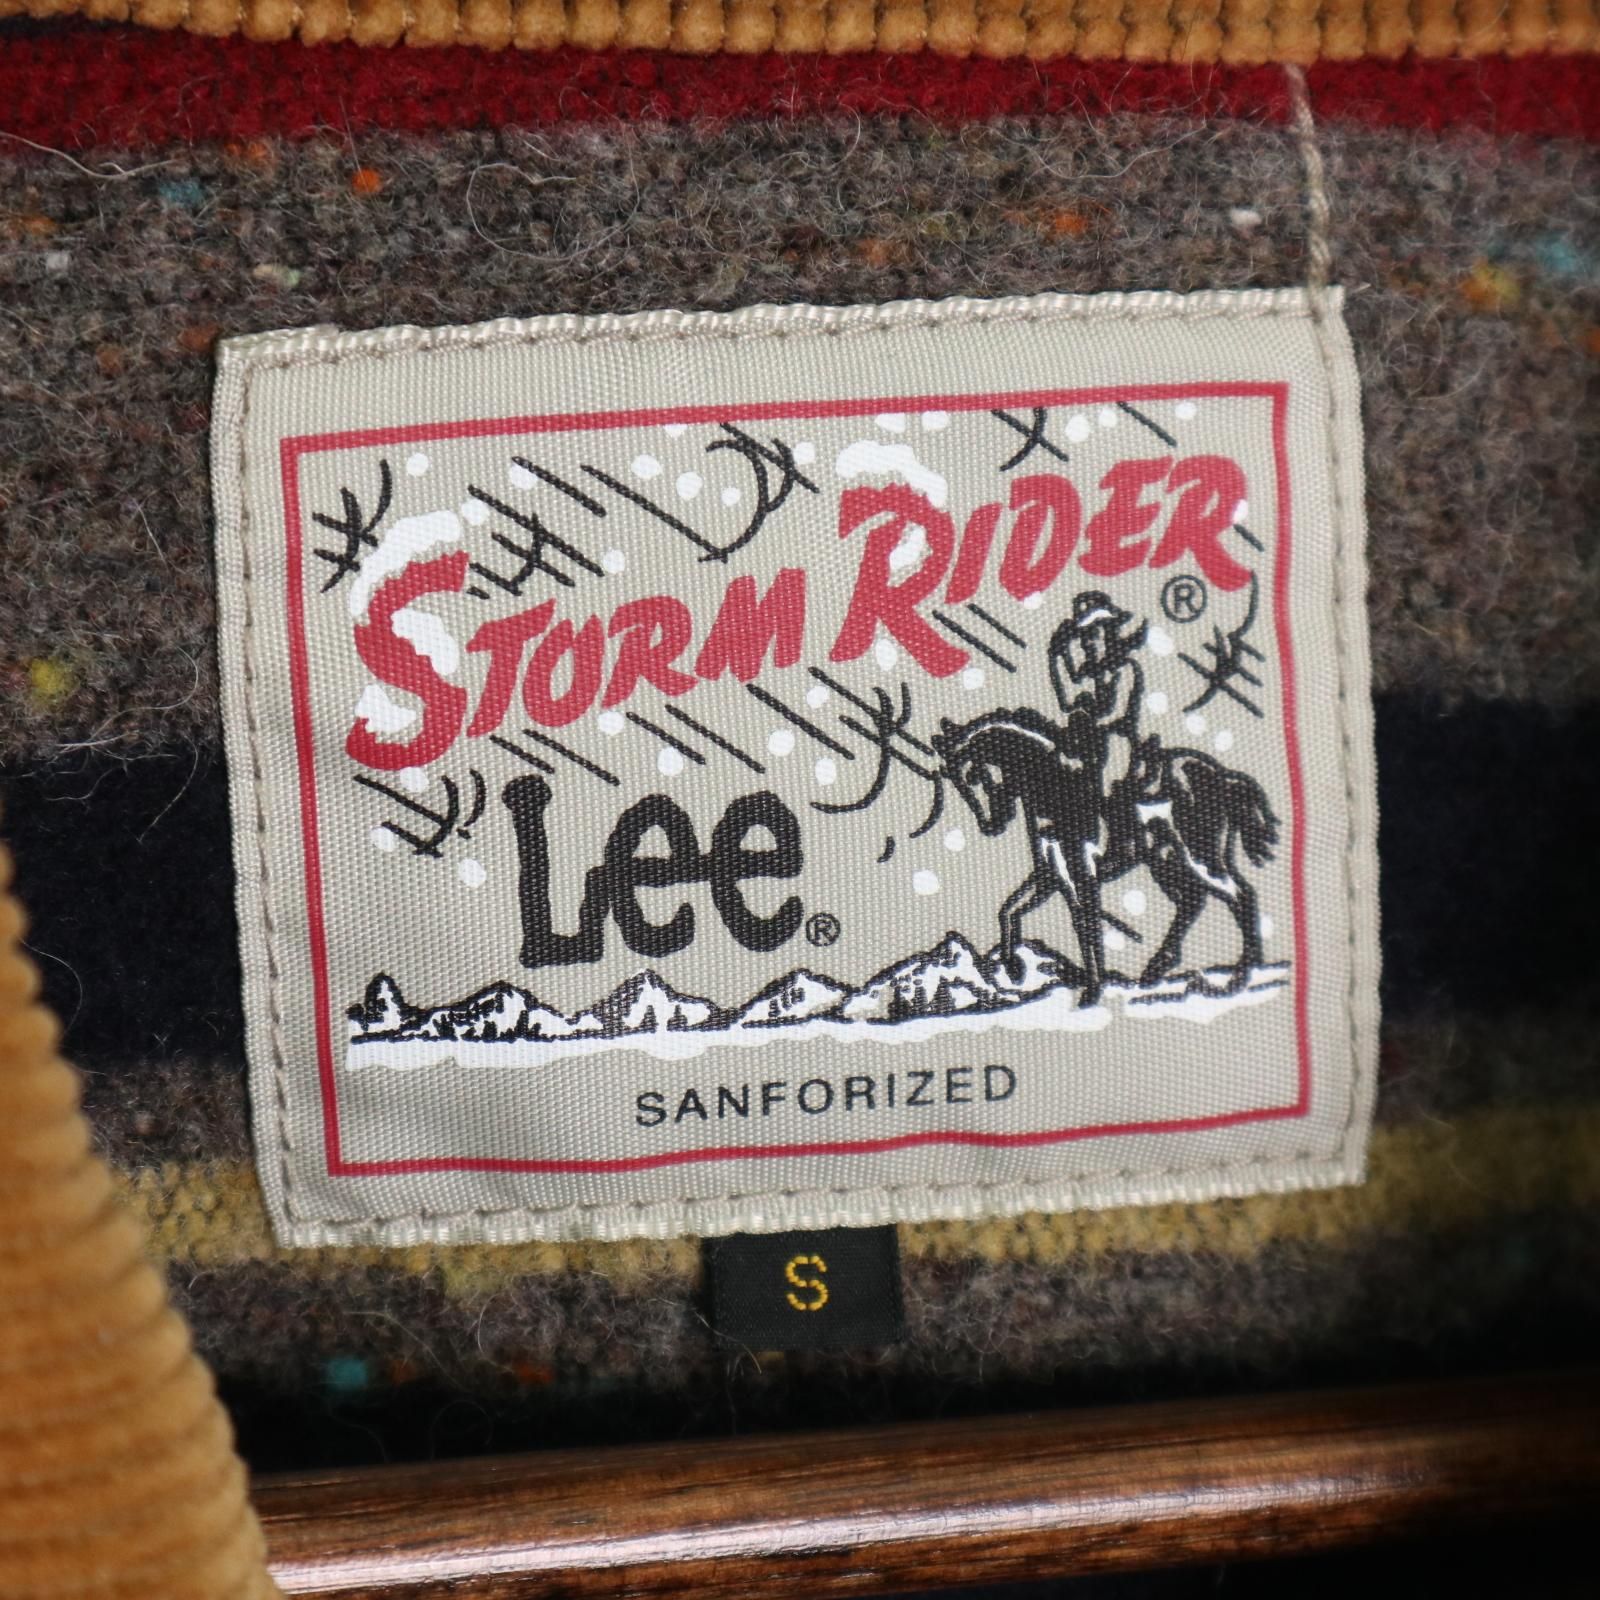 STORM RIDER®
Lee®
SANFORIZED
S